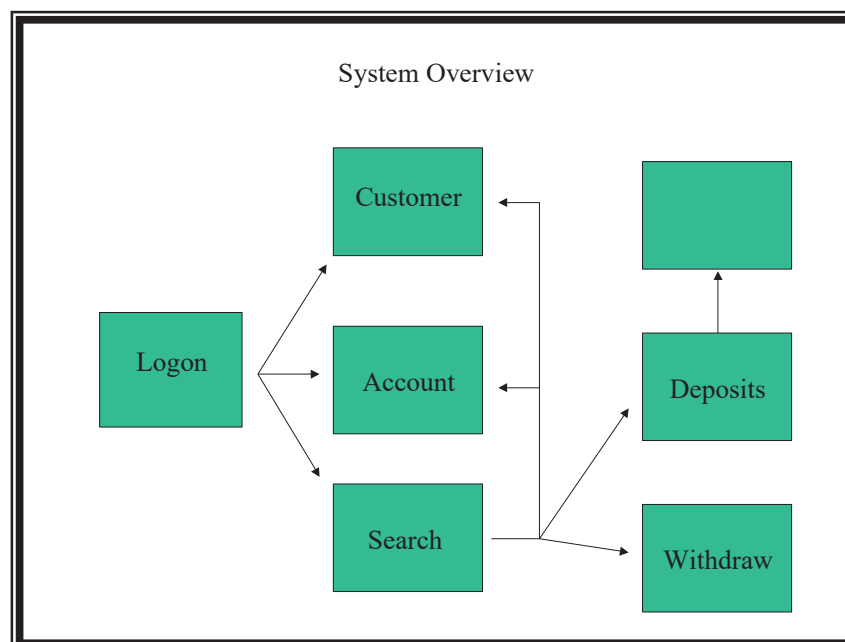 System Overview
Customer
Logon
Account
Deposits
Search
Withdraw